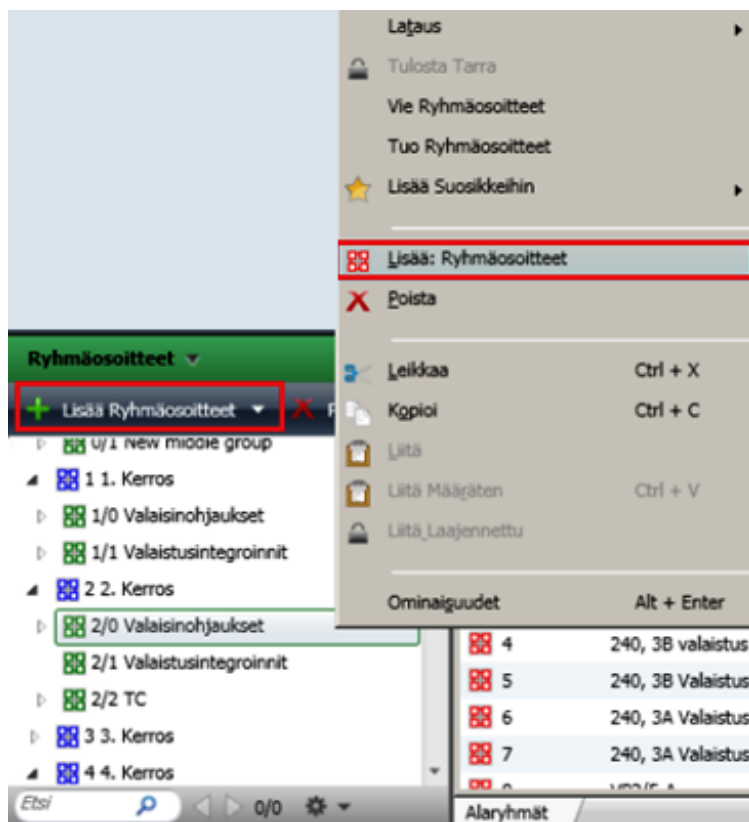 Lataus
Tulosta Tarra
Vie Ryhmäosoitteet
Tuo Ryhmäosoitteet
Lisää Suosikkeihin
Lisää: Ryhmäosoitteet
Poista
Leikkaa Ctrl + X
Kopioi Ctrl + C
Liitä
Liitä Määräten Ctrl + V
Liitä Laajennettu
Ominaisuudet Alt + Enter
Ryhmäosoitteet
Lisää Ryhmäosoitteet
0/1 New middle group
1 1. Kerros
1/0 Valaisinohjaukset
1/1 Valaistusintegroinnit
2 2. Kerros
2/0 Valaisinohjaukset
2/1 Valaistusintegroinnit
2/2 TC
3 3. Kerros
4 4. Kerros
Etsi 0/0
4 240, 3B valaistus
5 240, 3B Valaistus
6 240, 3A Valaistus
7 240, 3A Valaistus
Alaryhmät